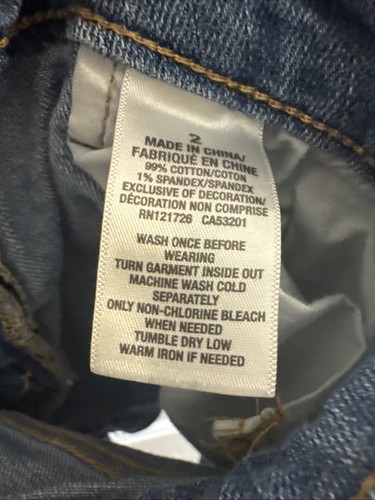 2
MADE IN CHINA/
FABRIQUÉ EN CHINE
99% COTTON/COTON
1% SPANDEX/SPANDEX
EXCLUSIVE OF DECORATION/
DÉCORATION NON COMPRISE
RN121726 CA53201
WASH ONCE BEFORE
WEARING
TURN GARMENT INSIDE OUT
MACHINE WASH COLD
SEPARATELY
ONLY NON-CHLORINE BLEACH
WHEN NEEDED
TUMBLE DRY LOW
WARM IRON IF NEEDED